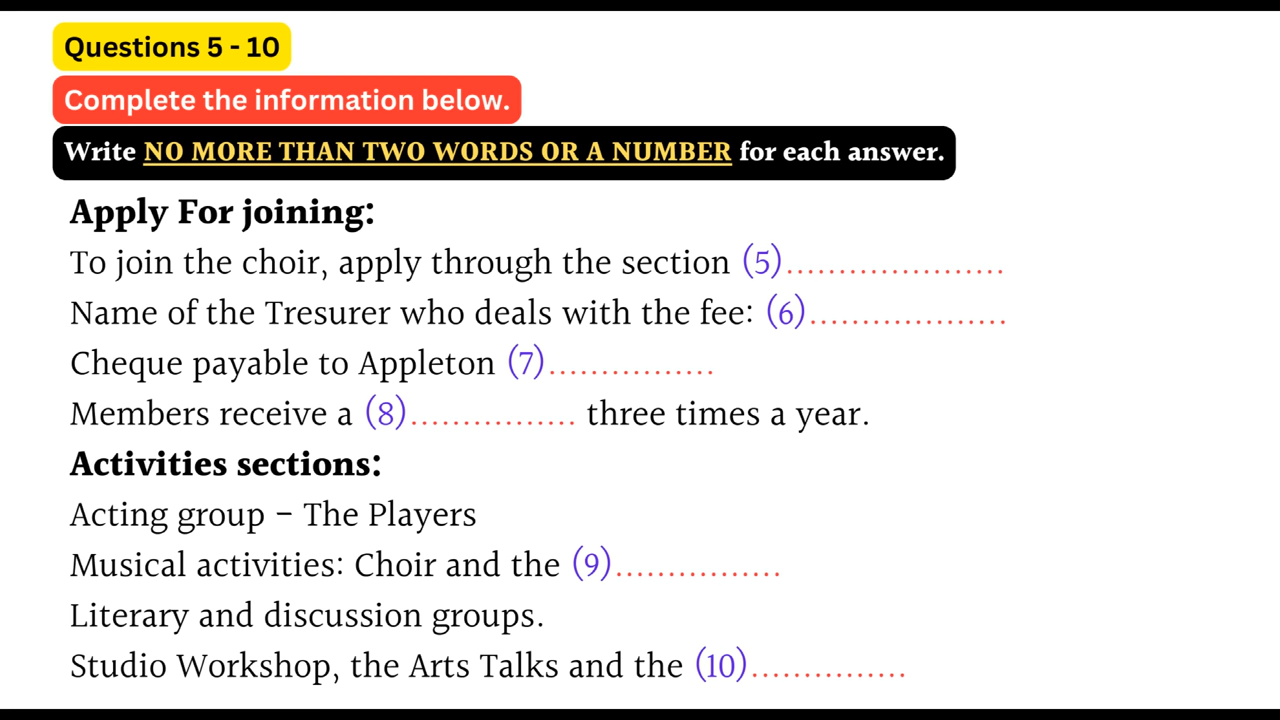 Questions 5 - 10
Complete the information below.
Write NO MORE THAN TWO WORDS OR A NUMBER for each answer.
Apply For joining:
To join the choir, apply through the section (5).....................
Name of the Tresurer who deals with the fee: (6)...................
Cheque payable to Appleton (7)................
Members receive a (8)................ three times a year.
Activities sections:
Acting group – The Players
Musical activities: Choir and the (9)................
Literary and discussion groups.
Studio Workshop, the Arts Talks and the (10)...............